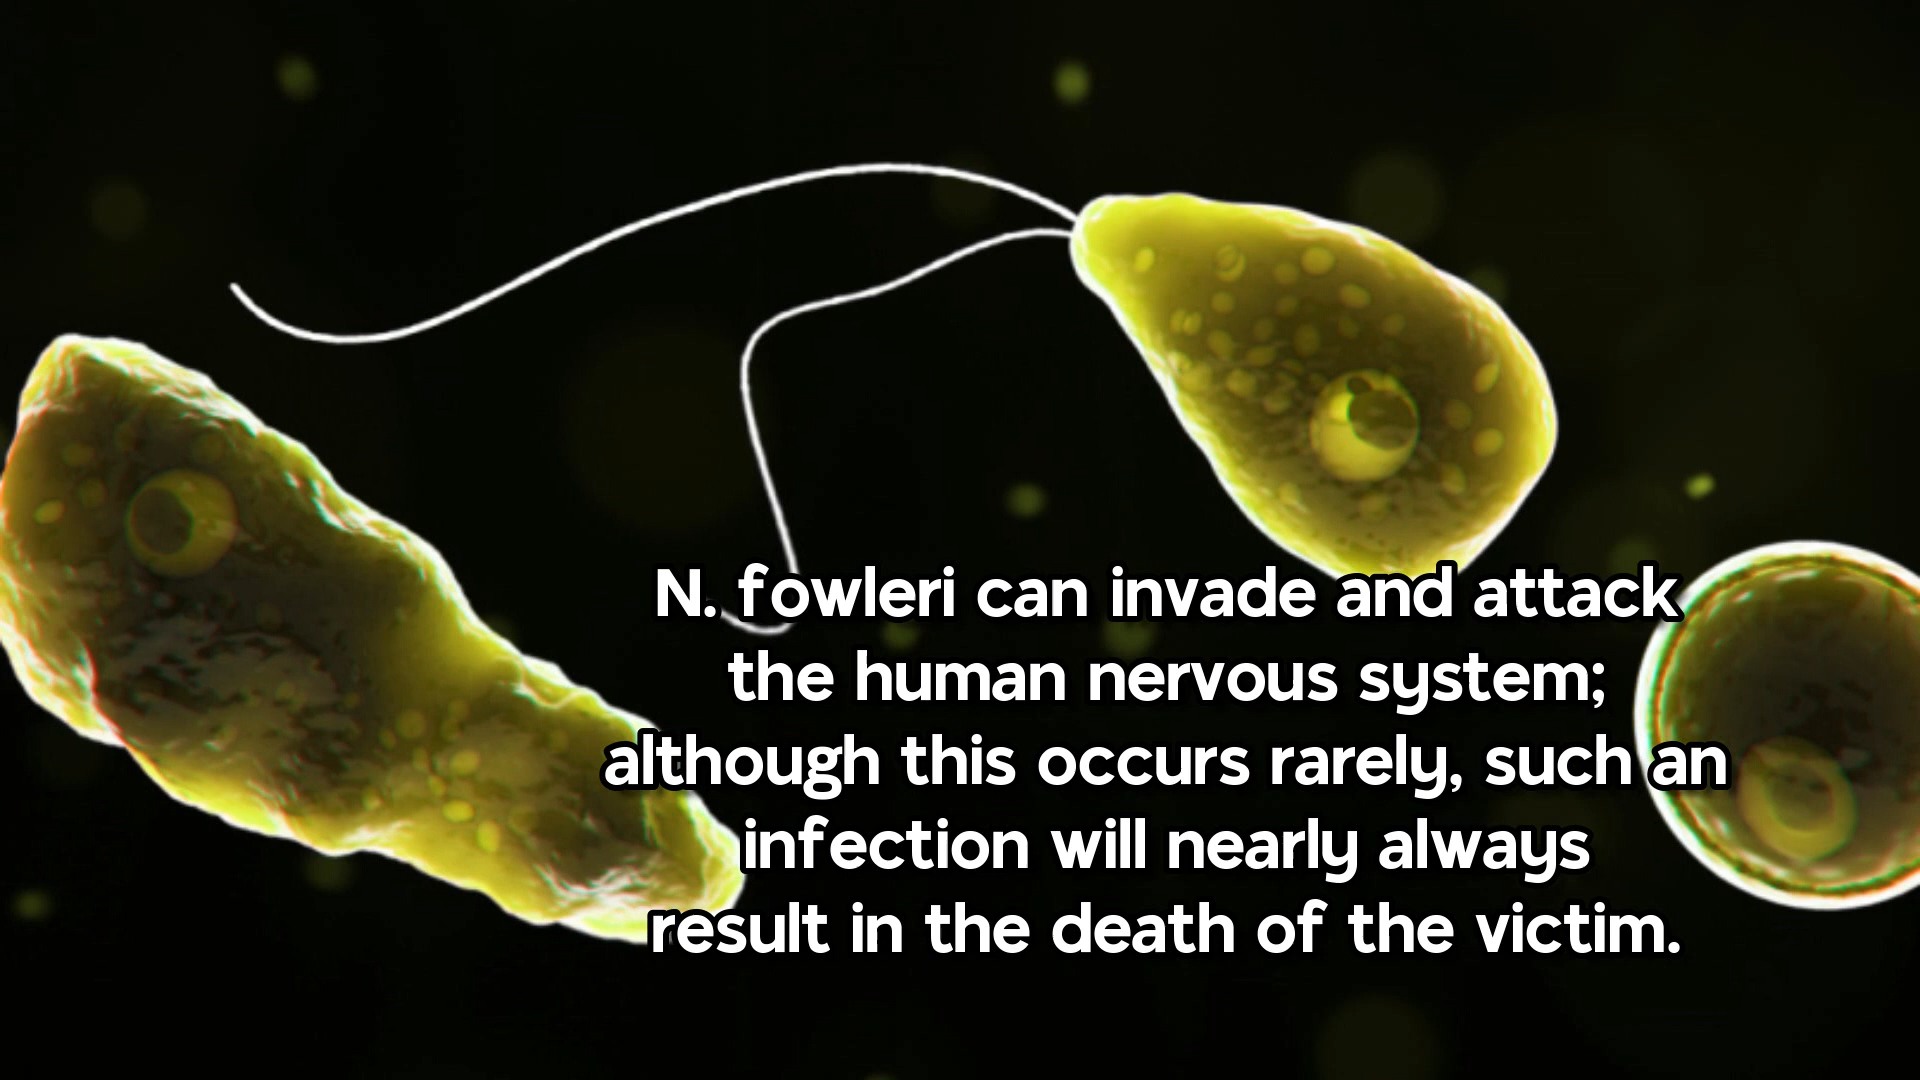 N. fowleri can invade and attack
the human nervous system;
although this occurs rarely, such an
infection will nearly always
result in the death of the victim.